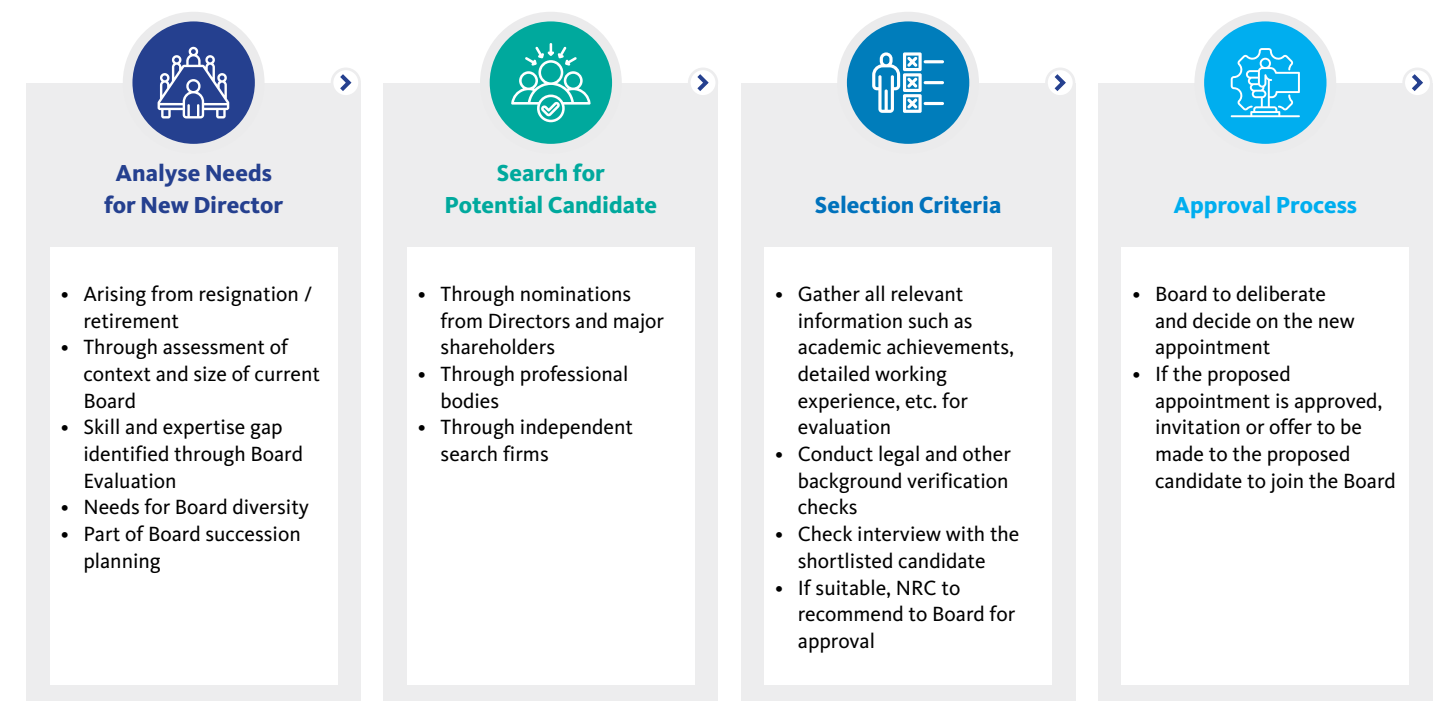 Analyse Needs
for New Director
• Arising from resignation /
retirement
• Through assessment of
context and size of current
Board
• Skill and expertise gap
identified through Board
Evaluation
• Needs for Board diversity
• Part of Board succession
planning
Search for
Potential Candidate
• Through nominations
from Directors and major
shareholders
• Through professional
bodies
• Through independent
search firms
Selection Criteria
• Gather all relevant
information such as
academic achievements,
detailed working
experience, etc. for
evaluation
• Conduct legal and other
background verification
checks
• Check interview with the
shortlisted candidate
• If suitable, NRC to
recommend to Board for
approval
Approval Process
• Board to deliberate
and decide on the new
appointment
• If the proposed
appointment is approved,
invitation or offer to be
made to the proposed
candidate to join the Board